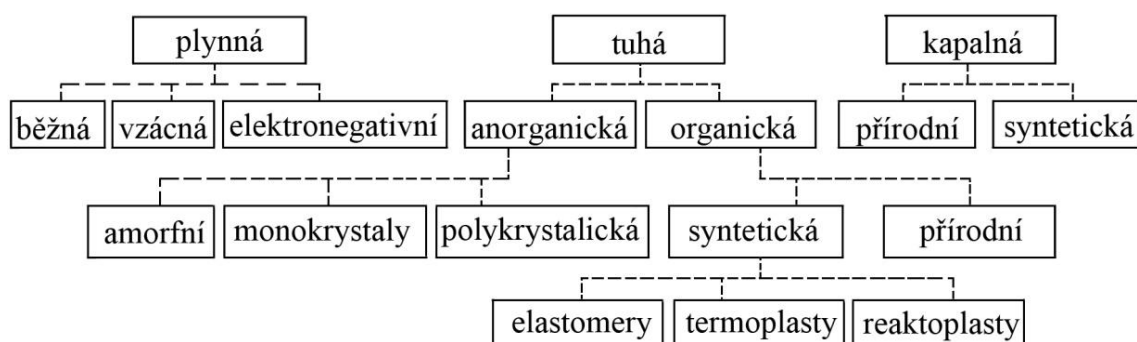 plynná
tuhá
kapalná
běžná
vzácná
elektronegativní
anorganická
organická
přírodní
syntetická
amorfní
monokrystaly
polykrystalická
syntetická
přírodní
elastomery
termoplasty
reaktoplasty